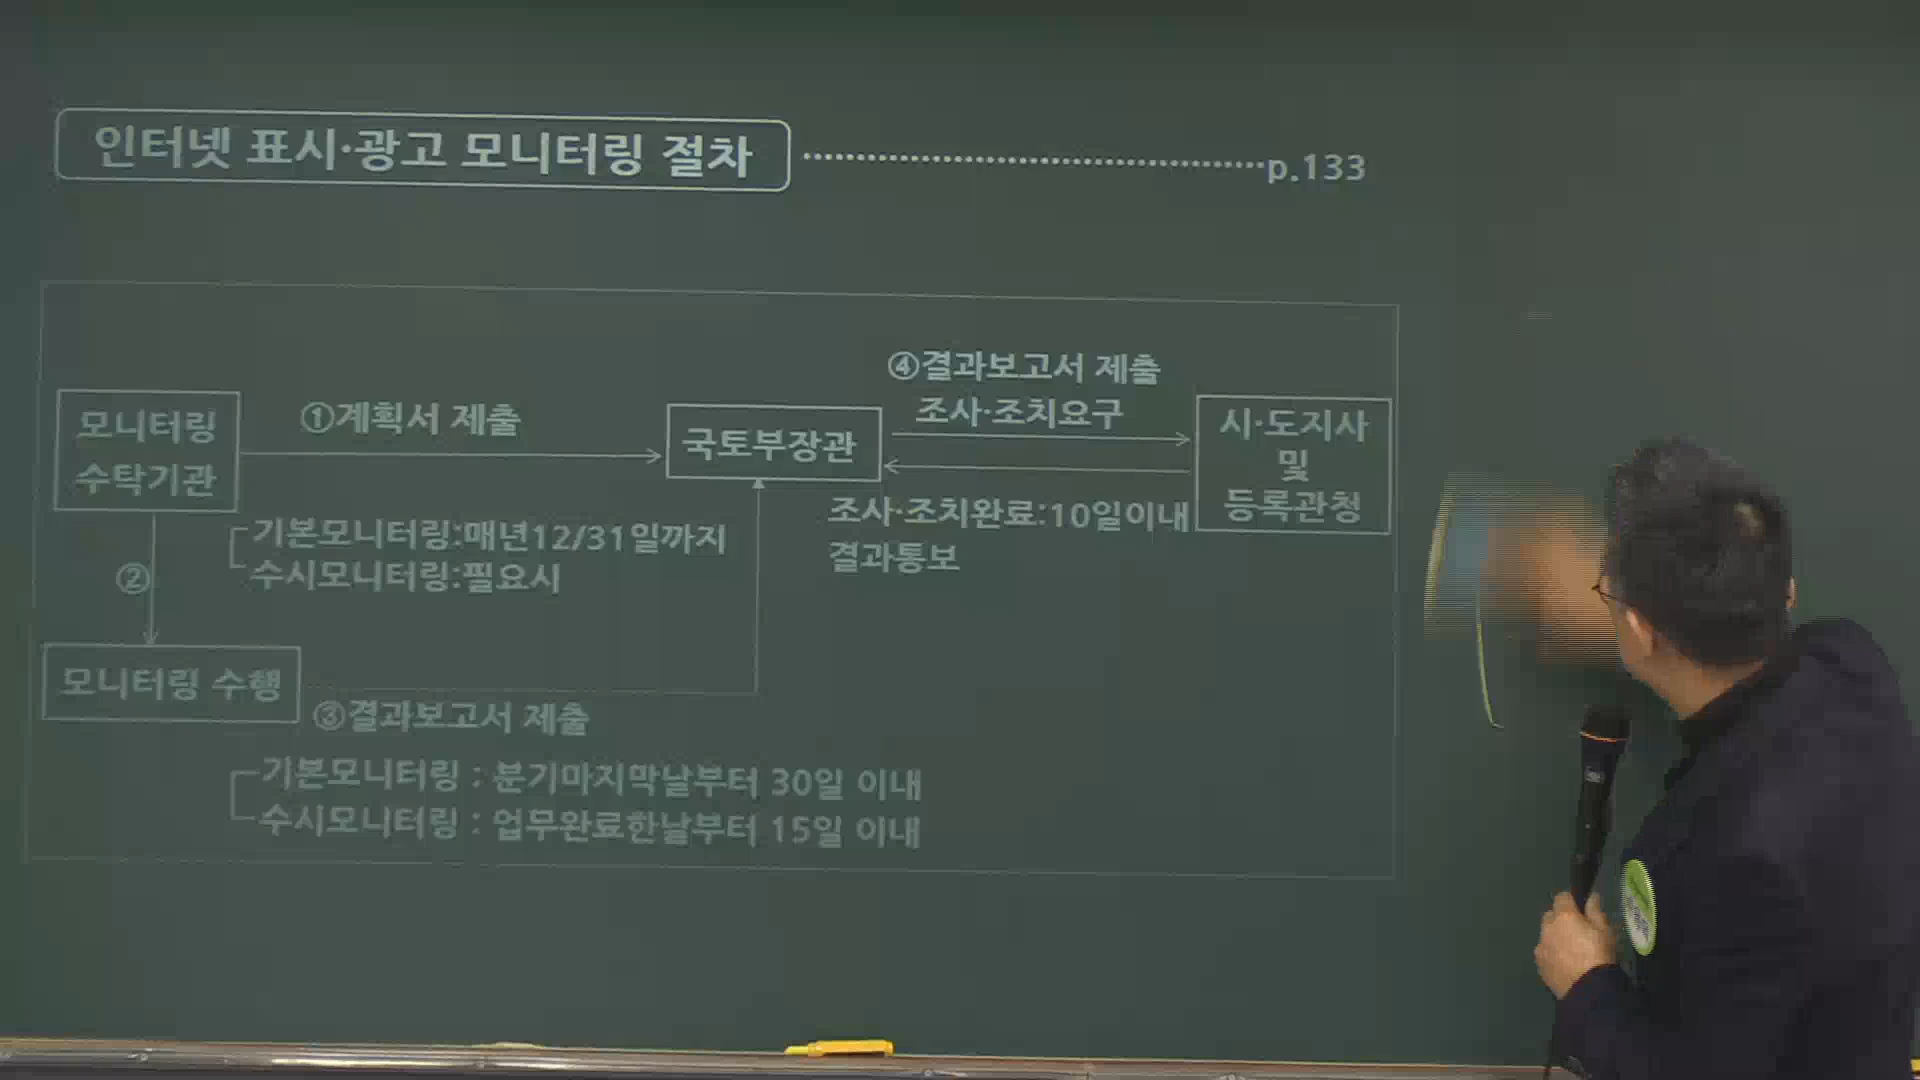 인터넷 표시·광고 모니터링 절차
p.133
④결과보고서 제출
조사·조치요구
모니터링
수탁기관
①계획서 제출
국토부장관
시·도지사
및
등록관청
기본모니터링:매년12/31일까지
수시모니터링:필요시
조사·조치완료:10일이내
결과통보
②
모니터링 수행
③결과보고서 제출
기본모니터링 : 분기마지막날부터 30일 이내
수시모니터링 : 업무완료한날부터 15일 이내